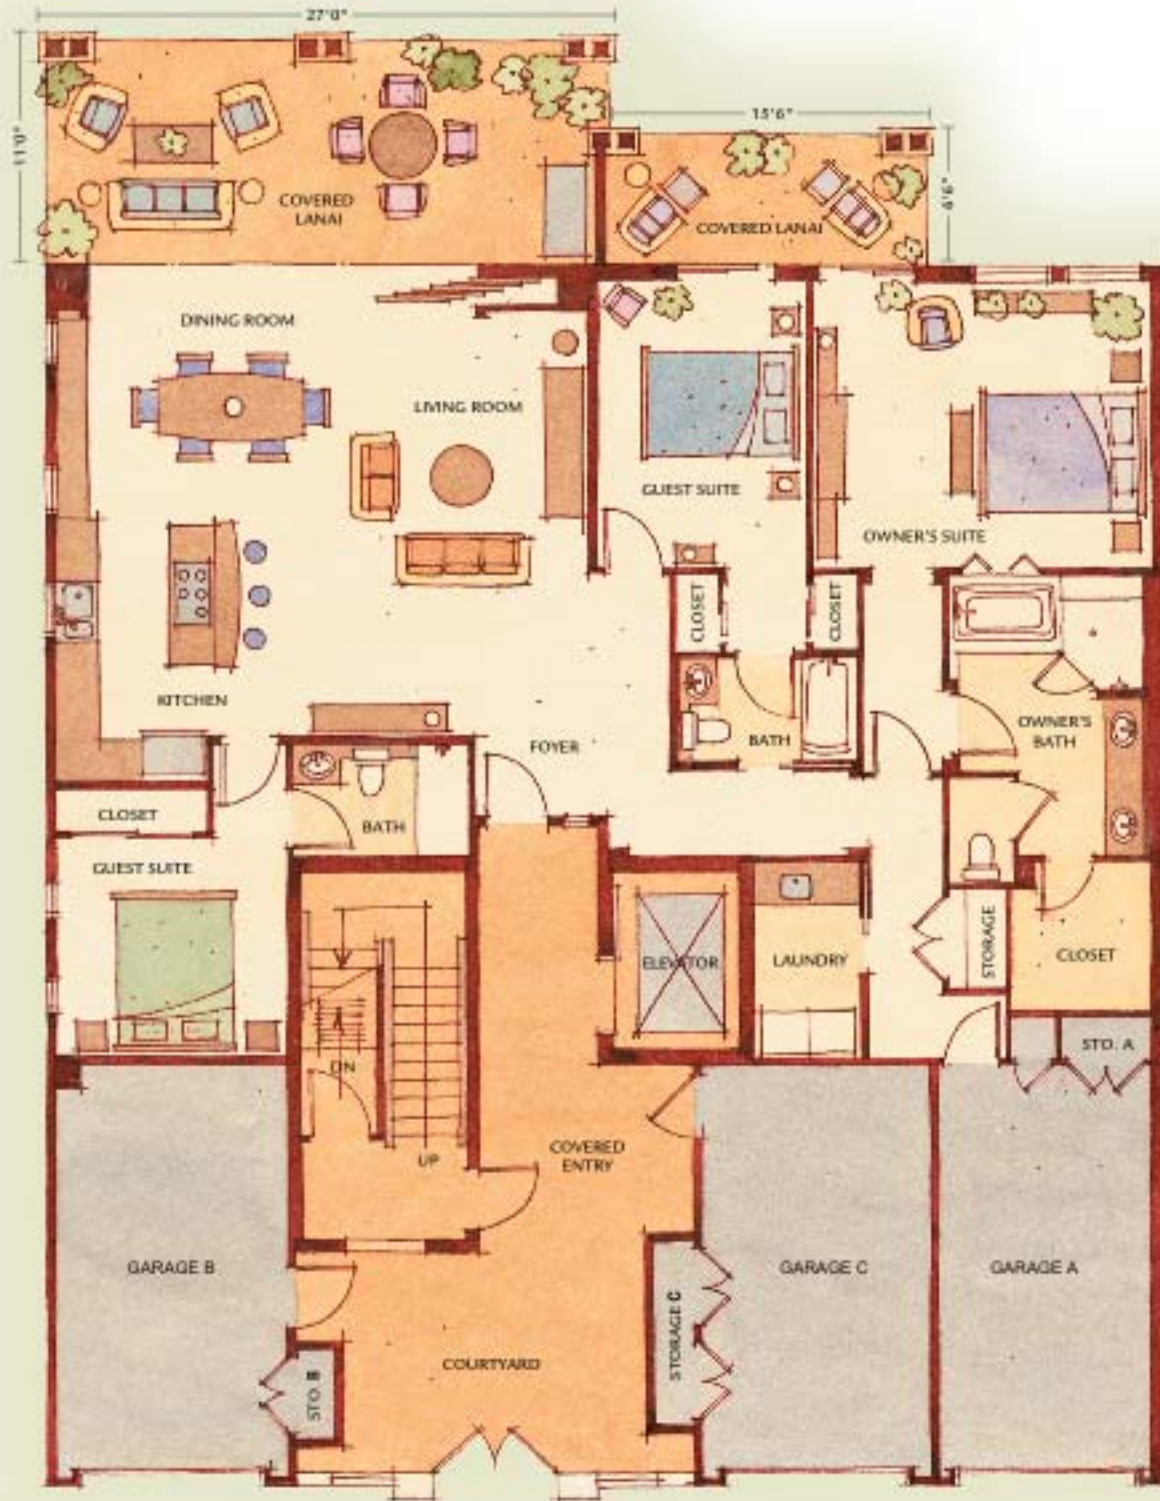 27'0"
11'0"
15'6"
6'6"
COVERED
LANAI
COVERED LANAI
DINING ROOM
LIVING ROOM
GUEST SUITE
OWNER'S SUITE
CLOSET
CLOSET
KITCHEN
FOYER
BATH
OWNER'S
BATH
CLOSET
BATH
GUEST SUITE
ELEVATOR
LAUNDRY
STORAGE
CLOSET
STO. A
DN
UP
COVERED
ENTRY
GARAGE B
GARAGE C
GARAGE A
STORAGE C
COURTYARD
STO. B